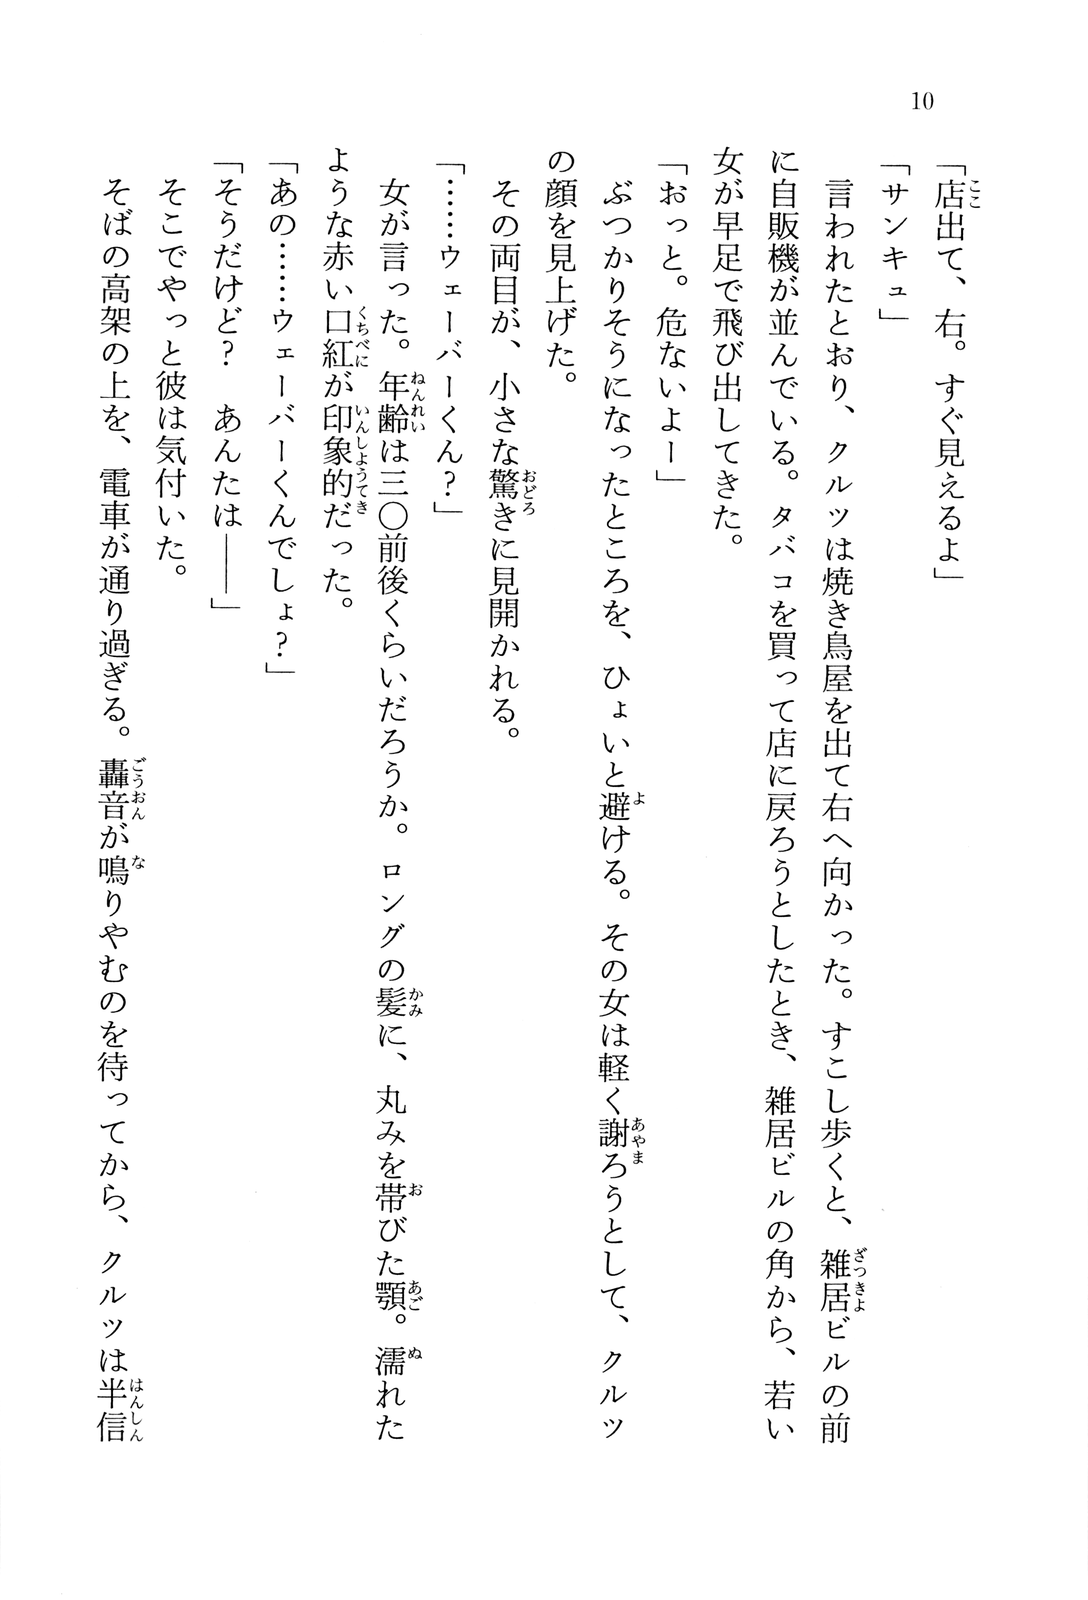 10
「店出て、右。すぐ見えるよ」
「サンキュ」
　言われたとおり、クルツは焼き鳥屋を出て右へ向かった。すこし歩くと、雑居ビルの前
に自販機が並んでいる。タバコを買って店に戻ろうとしたとき、雑居ビルの角から、若い
女が早足で飛び出してきた。
「おっと。危ないよー」
　ぶつかりそうになったところを、ひょいと避ける。その女は軽く謝ろうとして、クルツ
の顔を見上げた。
　その両目が、小さな驚きに見開かれる。
「……ウェーバーくん？」
　女が言った。年齢は三〇前後くらいだろうか。ロングの髪に、丸みを帯びた顎。濡れた
ような赤い口紅が印象的だった。
「あの……ウェーバーくんでしょ？」
「そうだけど？　あんたは――」
　そこでやっと彼は気付いた。
　そばの高架の上を、電車が通り過ぎる。轟音が鳴りやむのを待ってから、クルツは半信